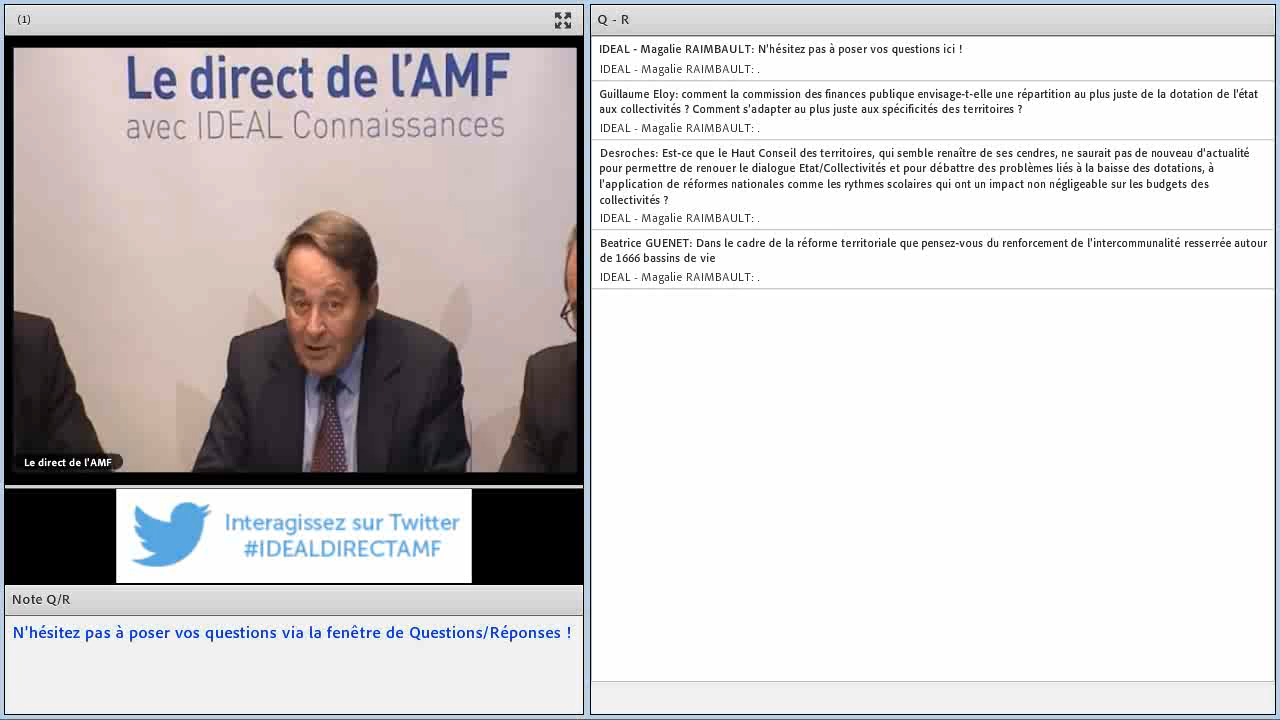 (1)
Le direct de l'AMF
avec IDEAL Connaissances
Le direct de l'AMF
Interagissez sur Twitter
#IDEALDIRECTAMF
Note Q/R
N'hésitez pas à poser vos questions via la fenêtre de Questions/Réponses !
Q - R
IDEAL - Magalie RAIMBAULT: N'hésitez pas à poser vos questions ici !
IDEAL - Magalie RAIMBAULT: .
Guillaume Eloy: comment la commission des finances publique envisage-t-elle une répartition au plus juste de la dotation de l'état
aux collectivités ? Comment s'adapter au plus juste aux spécificités des territoires ?
IDEAL - Magalie RAIMBAULT: .
Desroches: Est-ce que le Haut Conseil des territoires, qui semble renaître de ses cendres, ne saurait pas de nouveau d'actualité
pour permettre de renouer le dialogue Etat/Collectivités et pour débattre des problèmes liés à la baisse des dotations, à
l'application de réformes nationales comme les rythmes scolaires qui ont un impact non négligeable sur les budgets des
collectivités ?
IDEAL - Magalie RAIMBAULT: .
Beatrice GUENET: Dans le cadre de la réforme territoriale que pensez-vous du renforcement de l'intercommunalité resserrée autour
de 1666 bassins de vie
IDEAL - Magalie RAIMBAULT: .